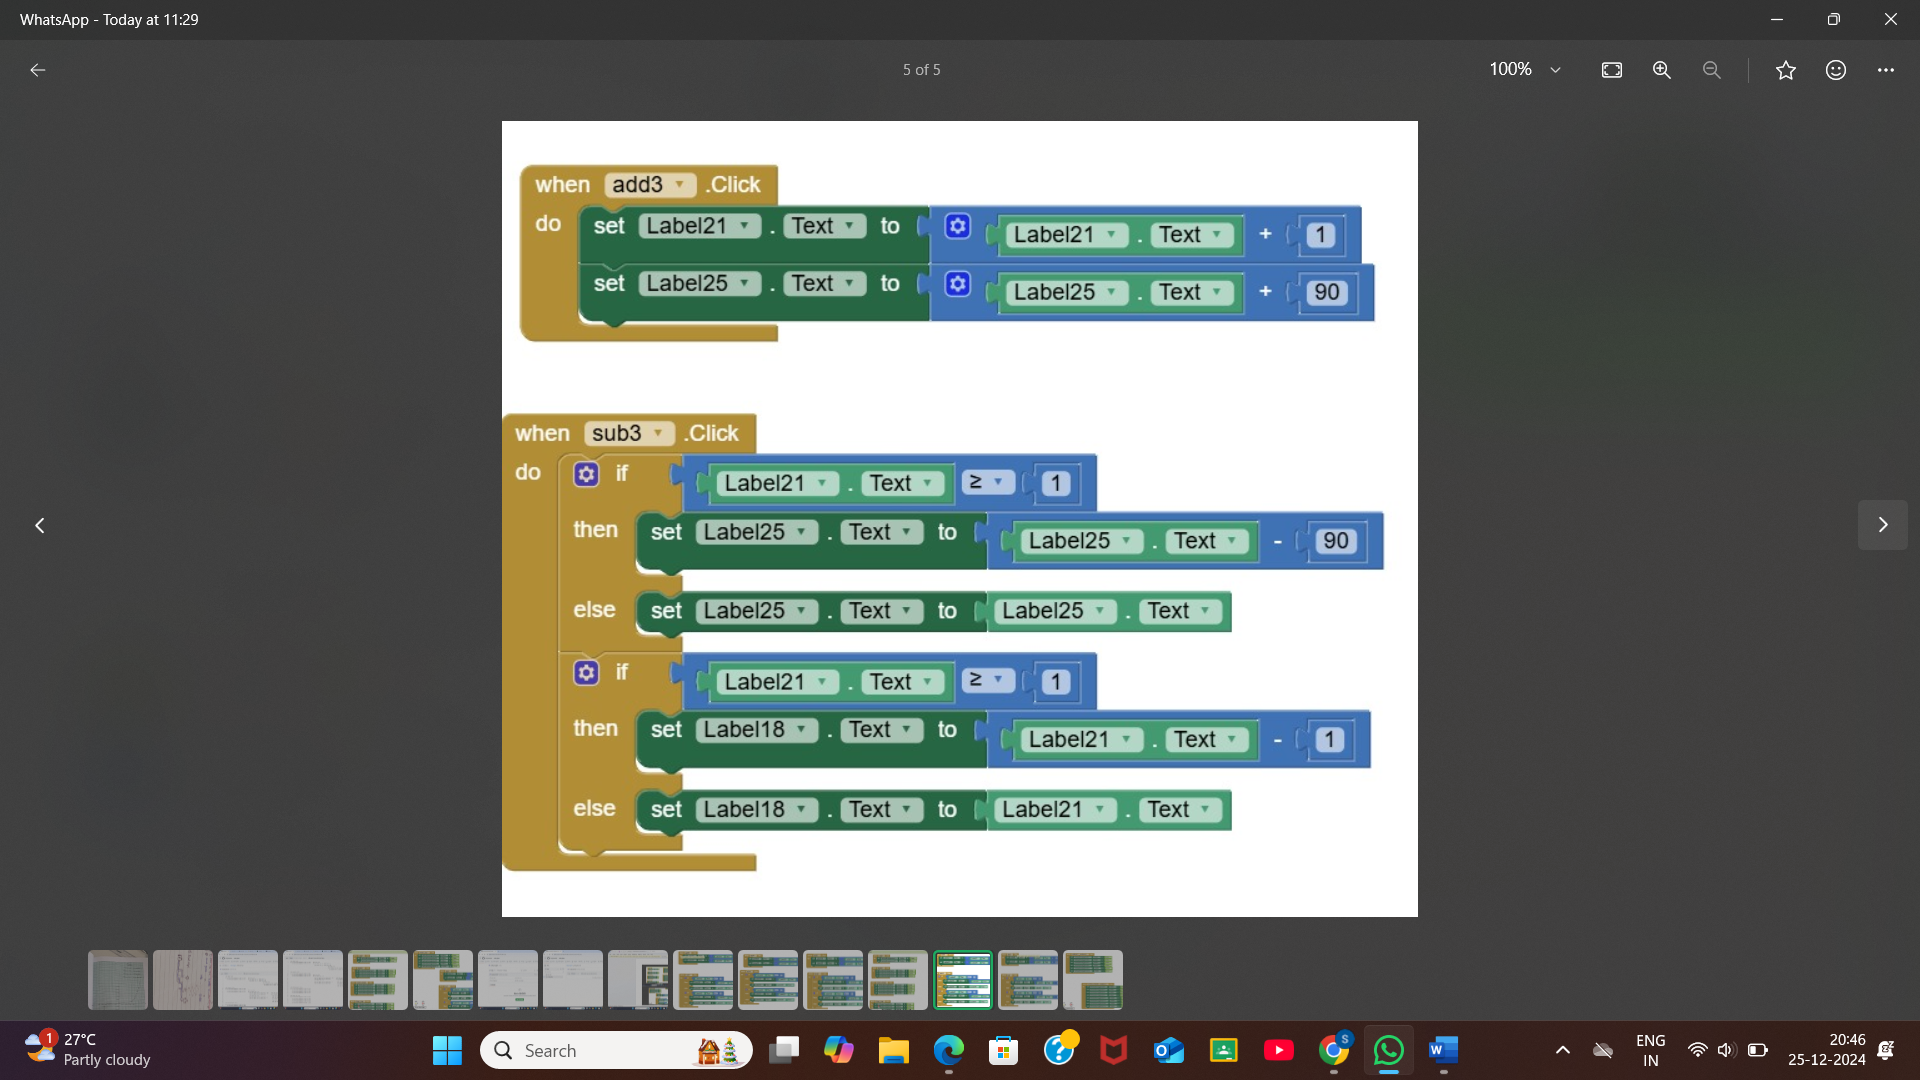 WhatsApp - Today at 11:29
5 of 5
100%
when add3 .Click
do set Label21 . Text to Label21 . Text + 1
set Label25 . Text to Label25 . Text + 90
when sub3 .Click
do if Label21 . Text ≥ 1
then set Label25 . Text to Label25 . Text - 90
else set Label25 . Text to Label25 . Text
if Label21 . Text ≥ 1
then set Label18 . Text to Label21 . Text - 1
else set Label18 . Text to Label21 . Text
1
27°C
Partly cloudy
Search
S
ENG
IN
20:46
25-12-2024